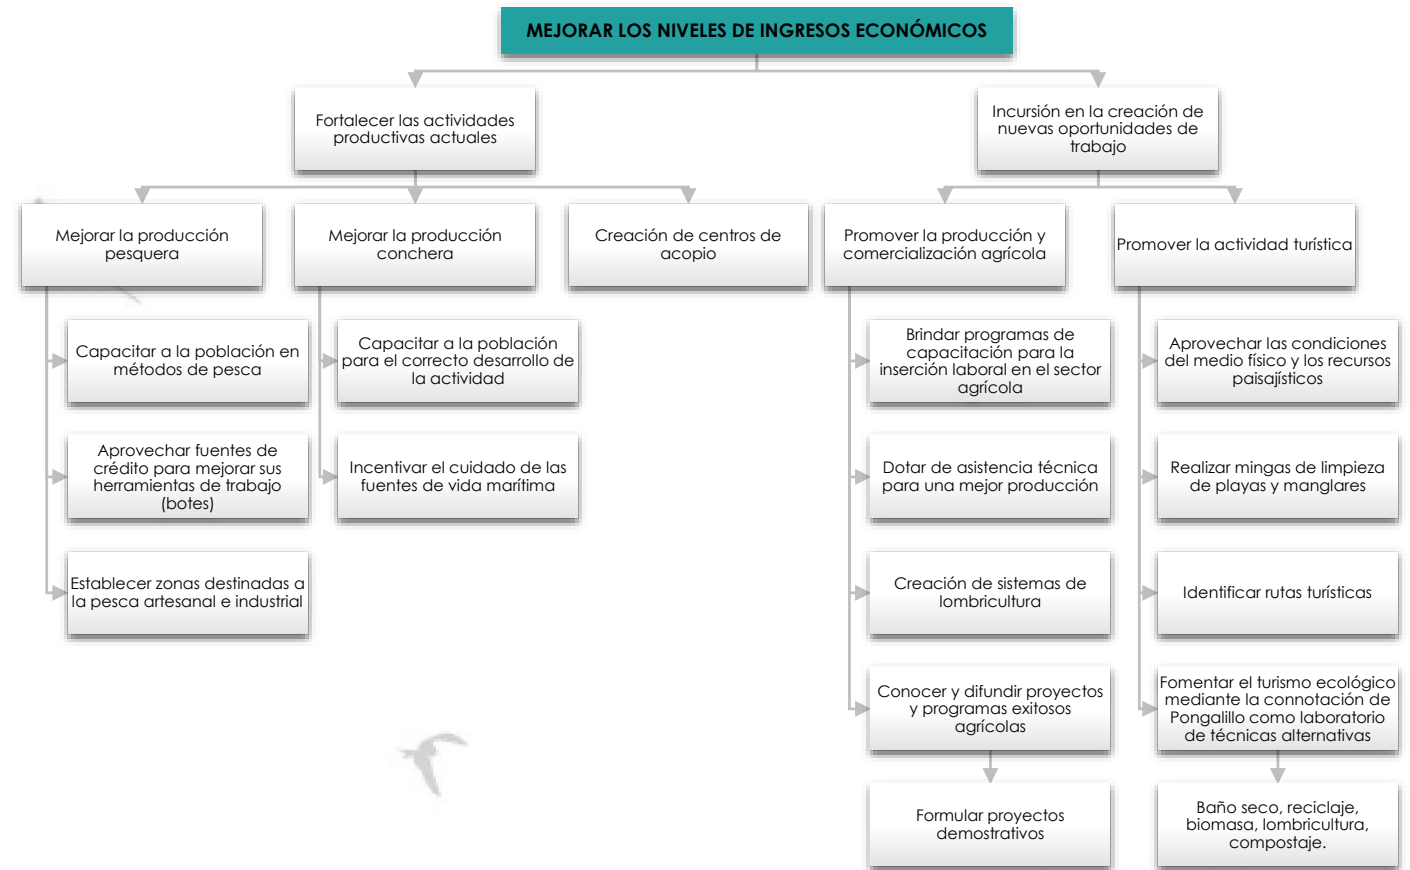 MEJORAR LOS NIVELES DE INGRESOS ECONÓMICOS
Fortalecer las actividades
productivas actuales
Incursión en la creación de
nuevas oportunidades de
trabajo
Mejorar la producción
pesquera
Mejorar la producción
conchera
Creación de centros de
acopio
Promover la producción y
comercialización agrícola
Promover la actividad turística
Capacitar a la población en
métodos de pesca
Aprovechar fuentes de
crédito para mejorar sus
herramientas de trabajo
(botes)
Establecer zonas destinadas a
la pesca artesanal e industrial
Capacitar a la población
para el correcto desarrollo de
la actividad
Incentivar el cuidado de las
fuentes de vida marítima
Brindar programas de
capacitación para la
inserción laboral en el sector
agrícola
Dotar de asistencia técnica
para una mejor producción
Creación de sistemas de
lombricultura
Conocer y difundir proyectos
y programas exitosos
agrícolas
Formular proyectos
demostrativos
Aprovechar las condiciones
del medio físico y los recursos
paisajísticos
Realizar mingas de limpieza
de playas y manglares
Identificar rutas turísticas
Fomentar el turismo ecológico
mediante la connotación de
Pongalillo como laboratorio
de técnicas alternativas
Baño seco, reciclaje,
biomasa, lombricultura,
compostaje.